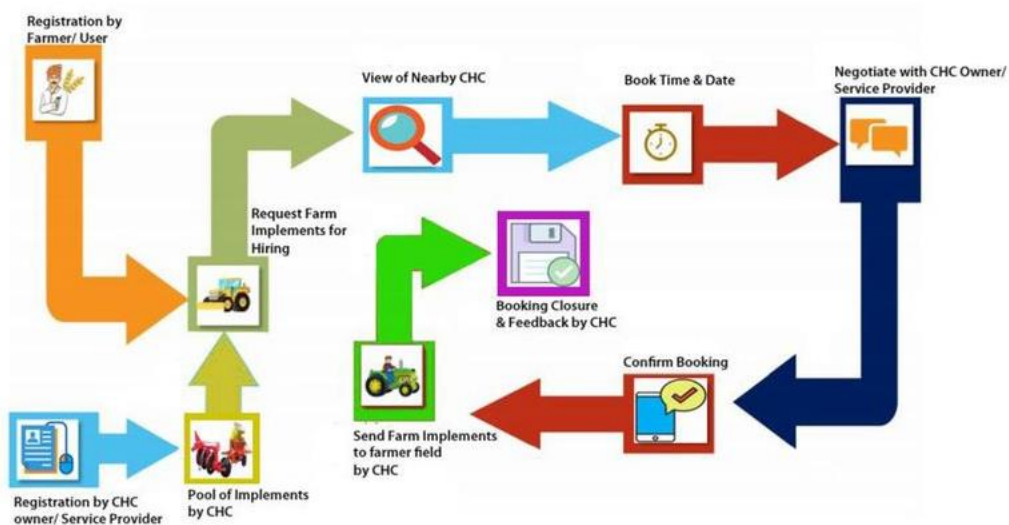 Registration by
Farmer/ User
View of Nearby CHC
Book Time & Date
Negotiate with CHC Owner/
Service Provider
Request Farm
Implements for
Hiring
Booking Closure
& Feedback by CHC
Confirm Booking
Send Farm Implements
to farmer field
by CHC
Registration by CHC
owner/ Service Provider
Pool of Implements
by CHC